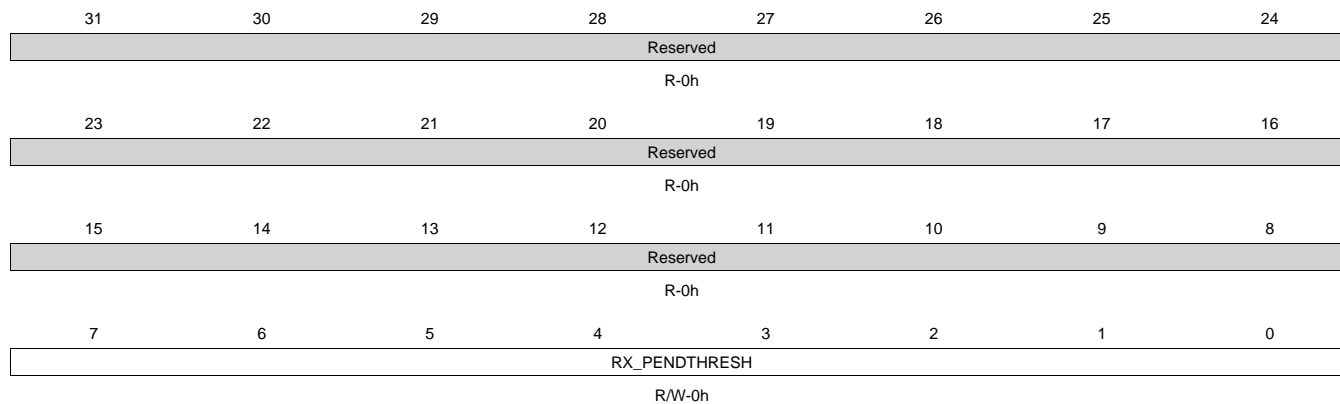 31 30 29 28 27 26 25 24
Reserved
R-0h
23 22 21 20 19 18 17 16
Reserved
R-0h
15 14 13 12 11 10 9 8
Reserved
R-0h
7 6 5 4 3 2 1 0
RX_PENDTHRESH
R/W-0h